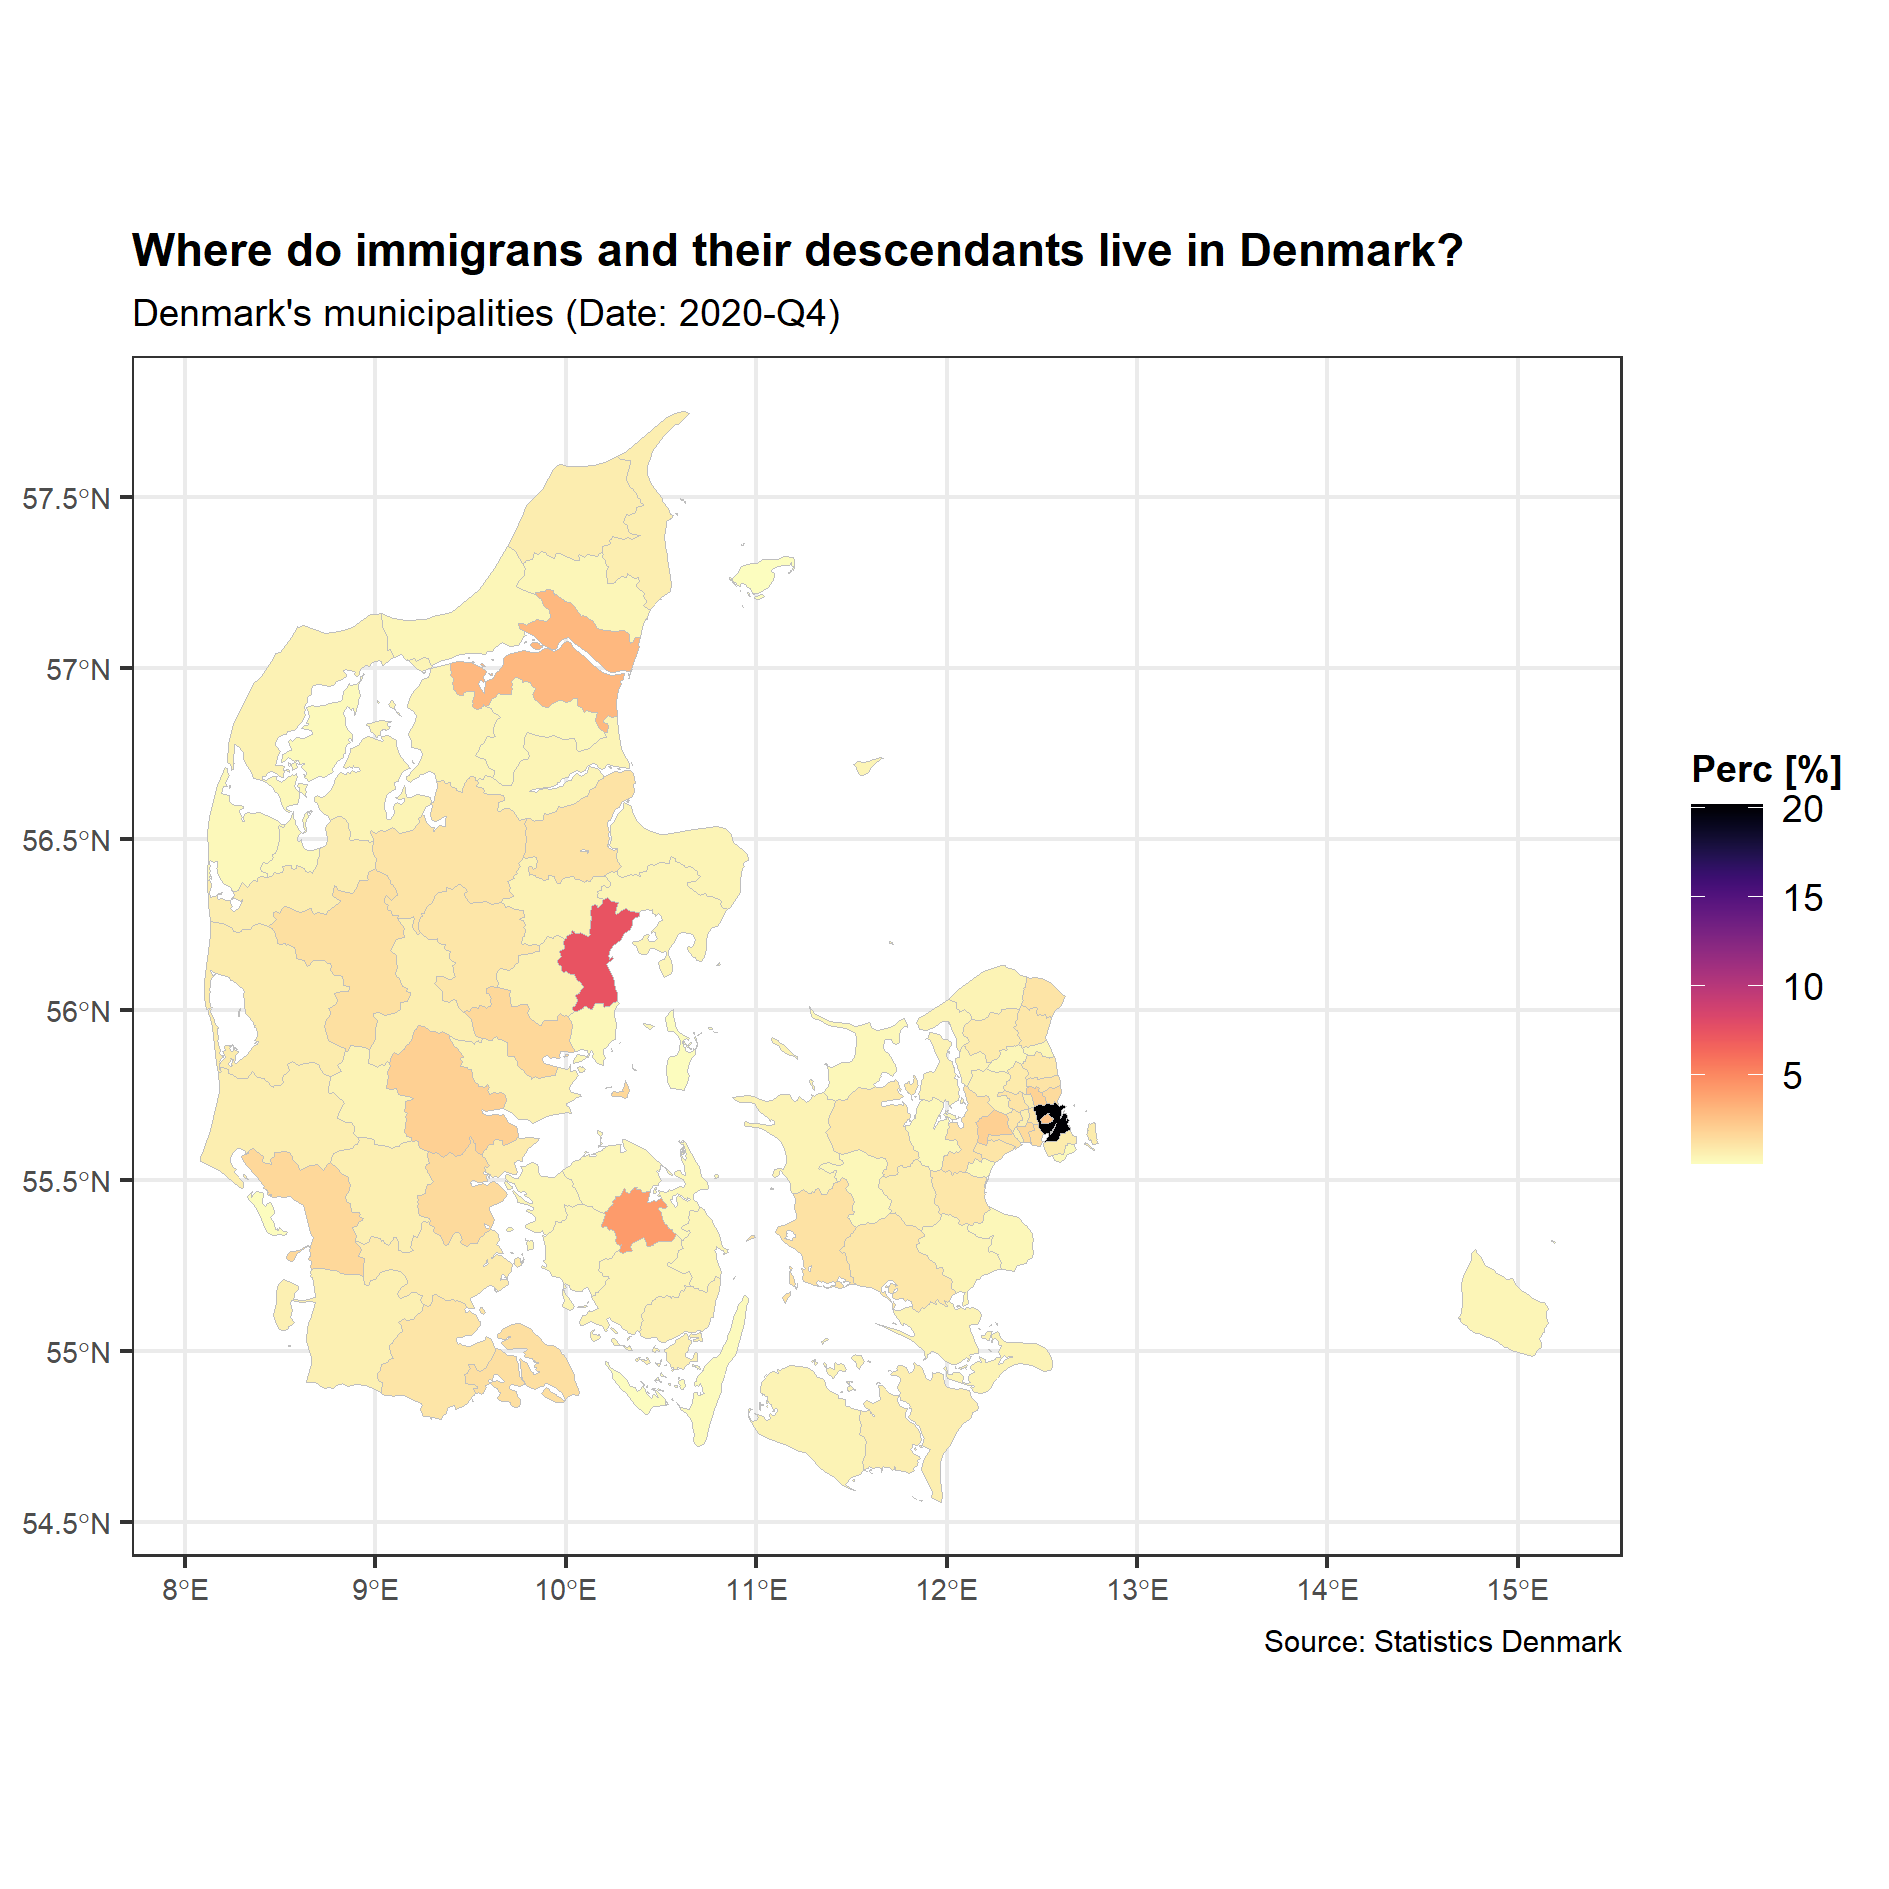 Where do immigrans and their descendants live in Denmark?
Denmark's municipalities (Date: 2020-Q4)
57.5°N
57°N
56.5°N
56°N
55.5°N
55°N
54.5°N
8°E
9°E
10°E
11°E
12°E
13°E
14°E
15°E
Perc [%]
20
15
10
5
Source: Statistics Denmark